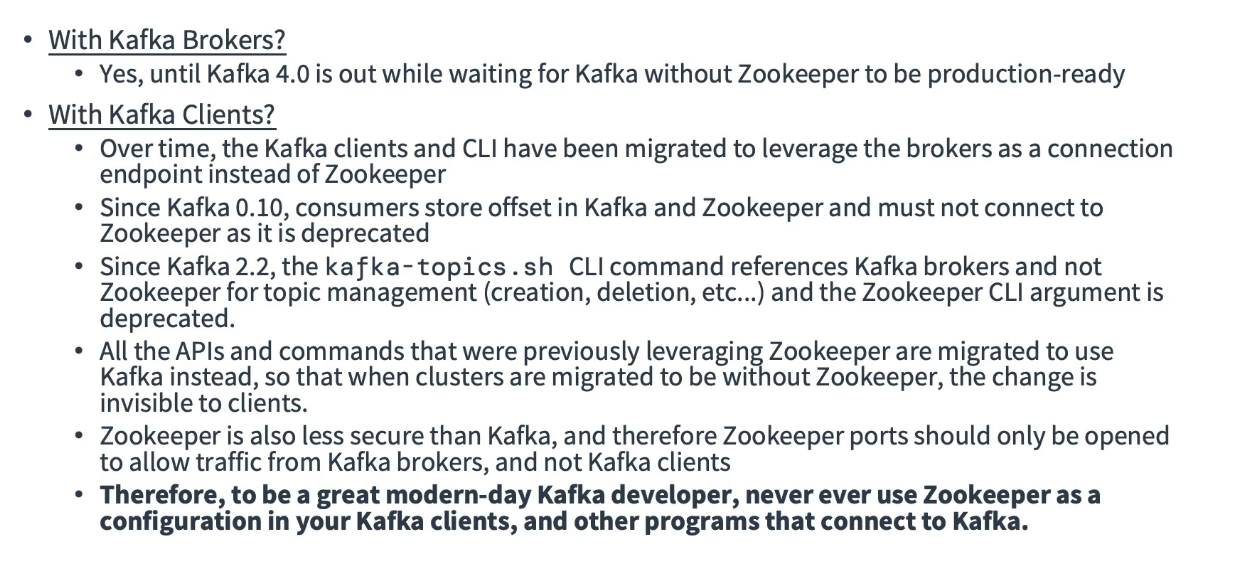 • With Kafka Brokers?
• Yes, until Kafka 4.0 is out while waiting for Kafka without Zookeeper to be production-ready
• With Kafka Clients?
• Over time, the Kafka clients and CLI have been migrated to leverage the brokers as a connection
endpoint instead of Zookeeper
• Since Kafka 0.10, consumers store offset in Kafka and Zookeeper and must not connect to
Zookeeper as it is deprecated
• Since Kafka 2.2, the kafka-topics.sh CLI command references Kafka brokers and not
Zookeeper for topic management (creation, deletion, etc...) and the Zookeeper CLI argument is
deprecated.
• All the APIs and commands that were previously leveraging Zookeeper are migrated to use
Kafka instead, so that when clusters are migrated to be without Zookeeper, the change is
invisible to clients.
• Zookeeper is also less secure than Kafka, and therefore Zookeeper ports should only be opened
to allow traffic from Kafka brokers, and not Kafka clients
• Therefore, to be a great modern-day Kafka developer, never ever use Zookeeper as a
configuration in your Kafka clients, and other programs that connect to Kafka.